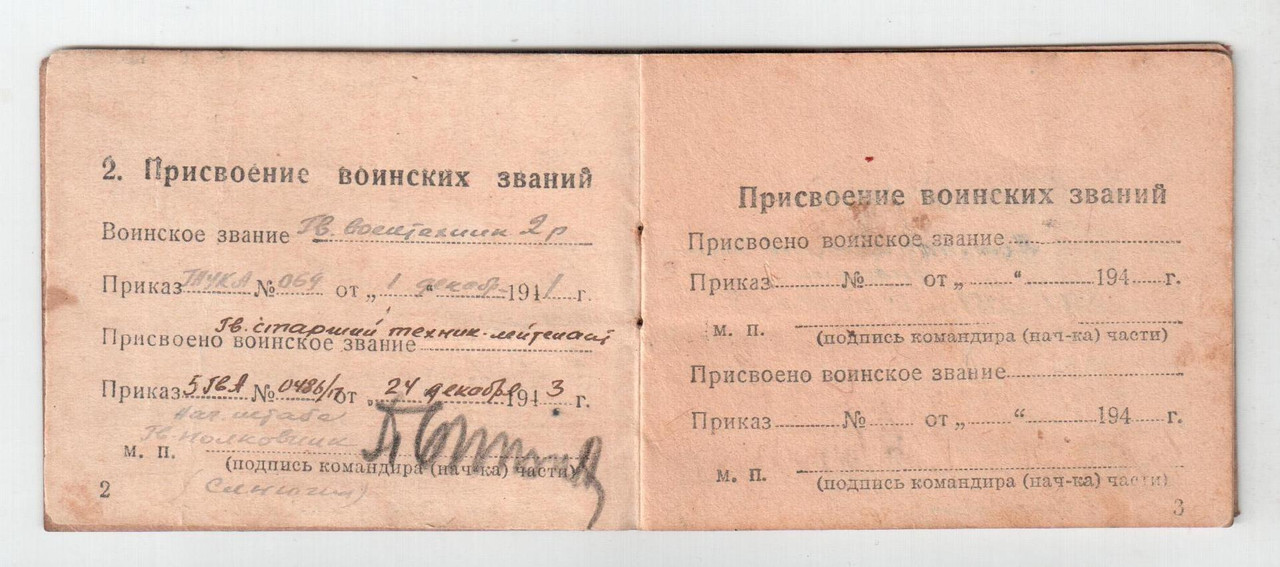 2. Присвоение воинских званий
Воинское звание Гв. воентехник 2 р
Приказ № 069 от „1“ декабр 1941 г.
Гв. старший техник-лейтенант
Присвоено воинское звание
Приказ 5 ГвА № 0486/н от „24 декабря 1943 г.
Нач. штаба
Гв. полковник
м. п.
(подпись командира (нач-ка) части)
2
Присвоение воинских званий
Присвоено воинское звание
Приказ № от „ “ 194 г.
м. п.
(подпись командира (нач-ка) части)
Присвоено воинское звание
Приказ № от „ “ 194 г.
м. п.
(подпись командира (нач-ка) части)
3